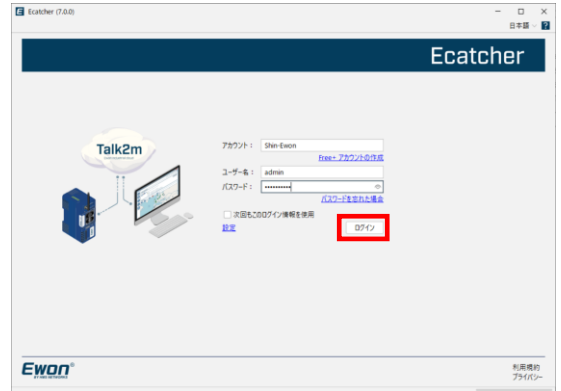 Ecatcher (7.0.0)
日本語
Ecatcher
Talk2m
アカウント： Shin-Ewon
Free+ アカウントの作成
ユーザー名： admin
パスワード： ••••••••••
パスワードを忘れた場合
次回もこのログイン情報を使用
設定 ログイン
Ewon®
利用規約
プライバシー